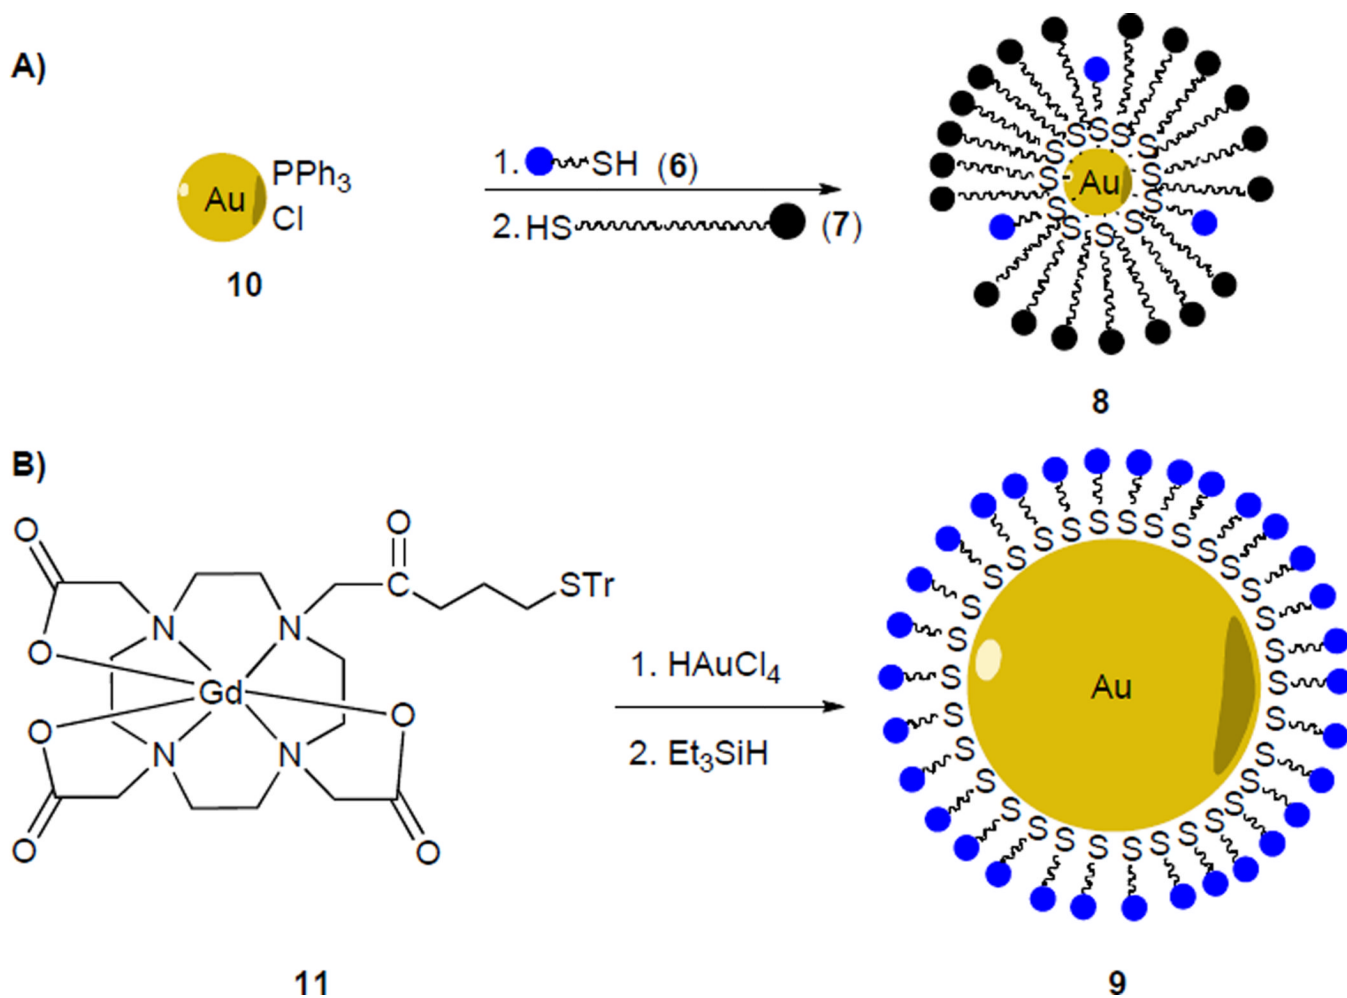 A)
Au
PPh3
Cl
10
1. SH (6)
2. HS (7)
S S S S S S S S S S S S
Au
8
B)
O
O
O
STr
N
N
O
Gd
O
O
N
N
O
O
11
1. HAuCl4
2. Et3SiH
S S S S S S S S S S S S S S S S S S S S S S S S S S S S S S S S
Au
9